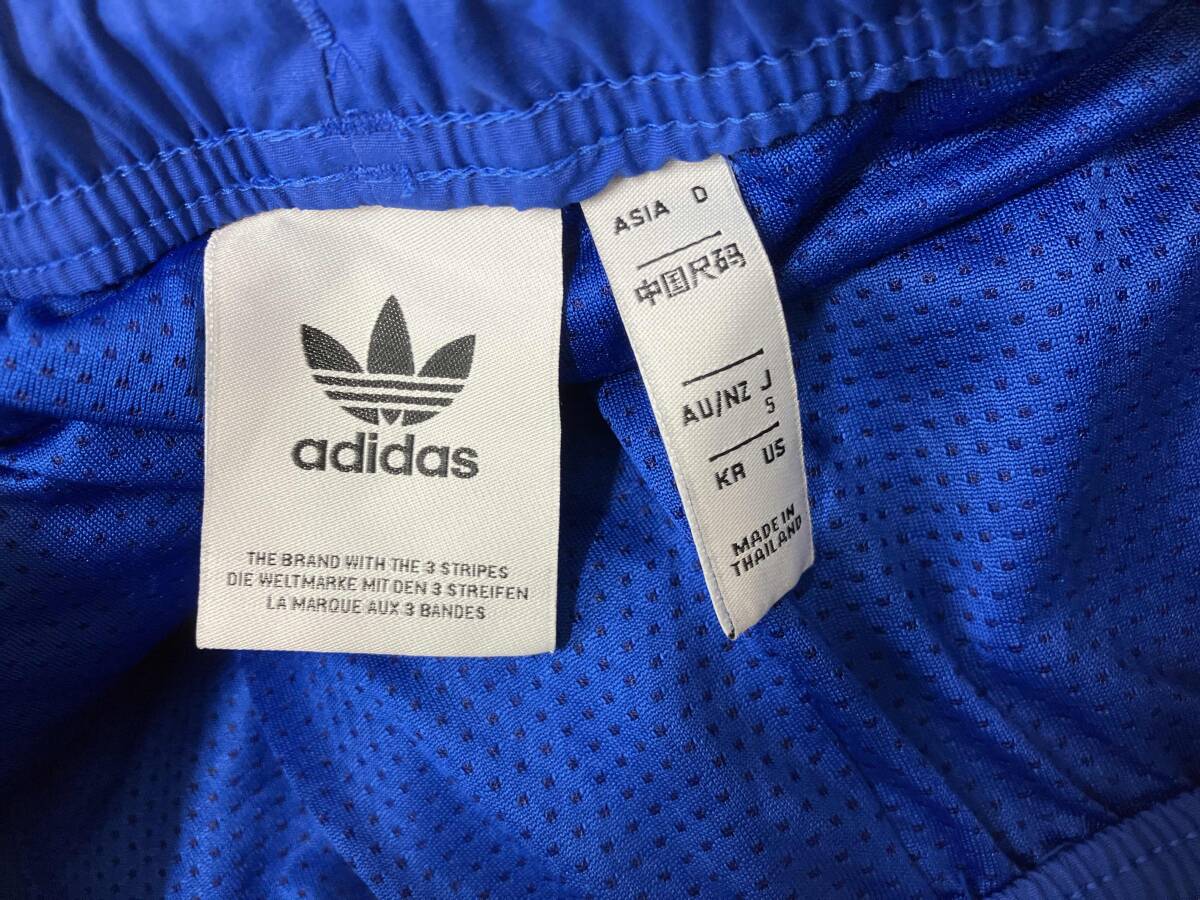 adidas
THE BRAND WITH THE 3 STRIPES
DIE WELTMARKE MIT DEN 3 STREIFEN
LA MARQUE AUX 3 BANDES
ASIA D
中国尺码
AU/NZ J
S
KR US
MADE IN
THAILAND